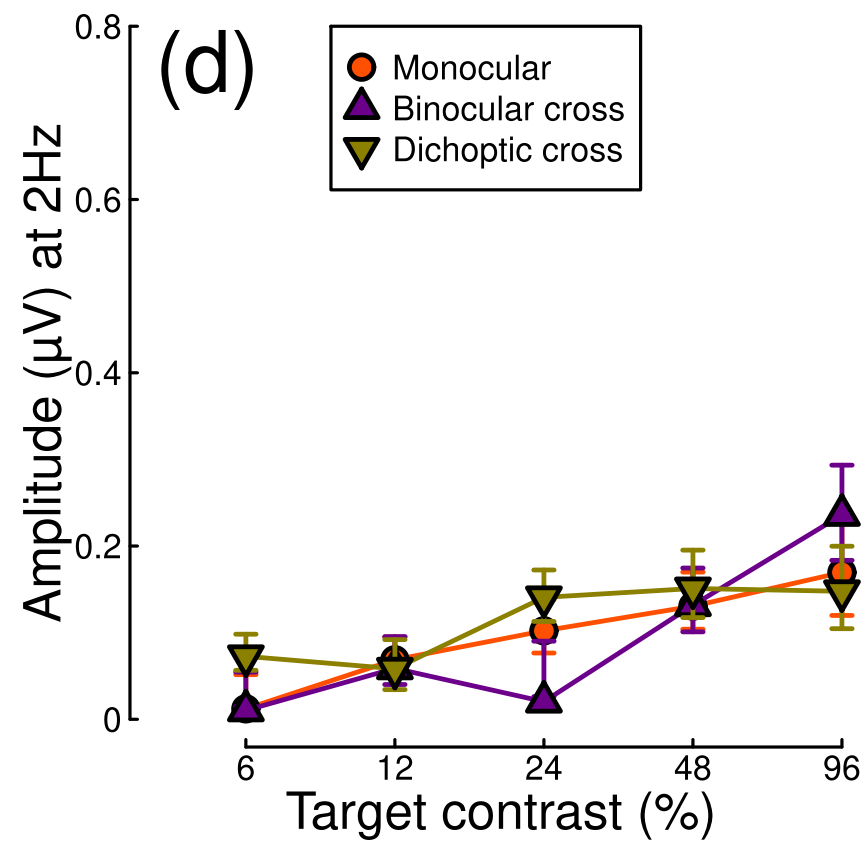 (d)
Monocular
Binocular cross
Dichoptic cross
Amplitude (µV) at 2Hz
0.8
0.6
0.4
0.2
0
6 12 24 48 96
Target contrast (%)